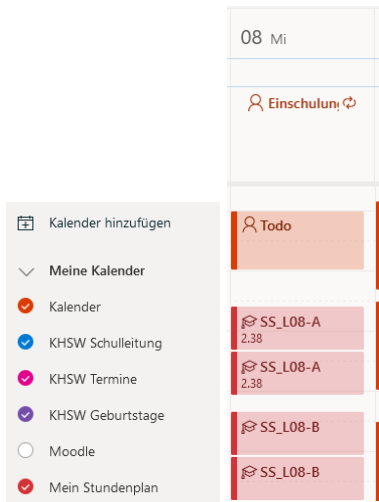 08 Mi
Einschulun
Todo
SS_L08-A
2.38
SS_L08-A
2.38
SS_L08-B
SS_L08-B
Kalender hinzufügen
Meine Kalender
Kalender
KHSW Schulleitung
KHSW Termine
KHSW Geburtstage
Moodle
Mein Stundenplan